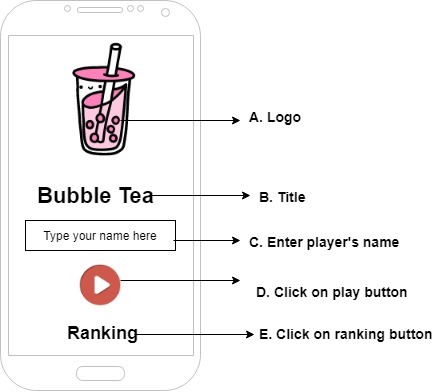 A. Logo
Bubble Tea
B. Title
Type your name here
C. Enter player's name
D. Click on play button
Ranking
E. Click on ranking button